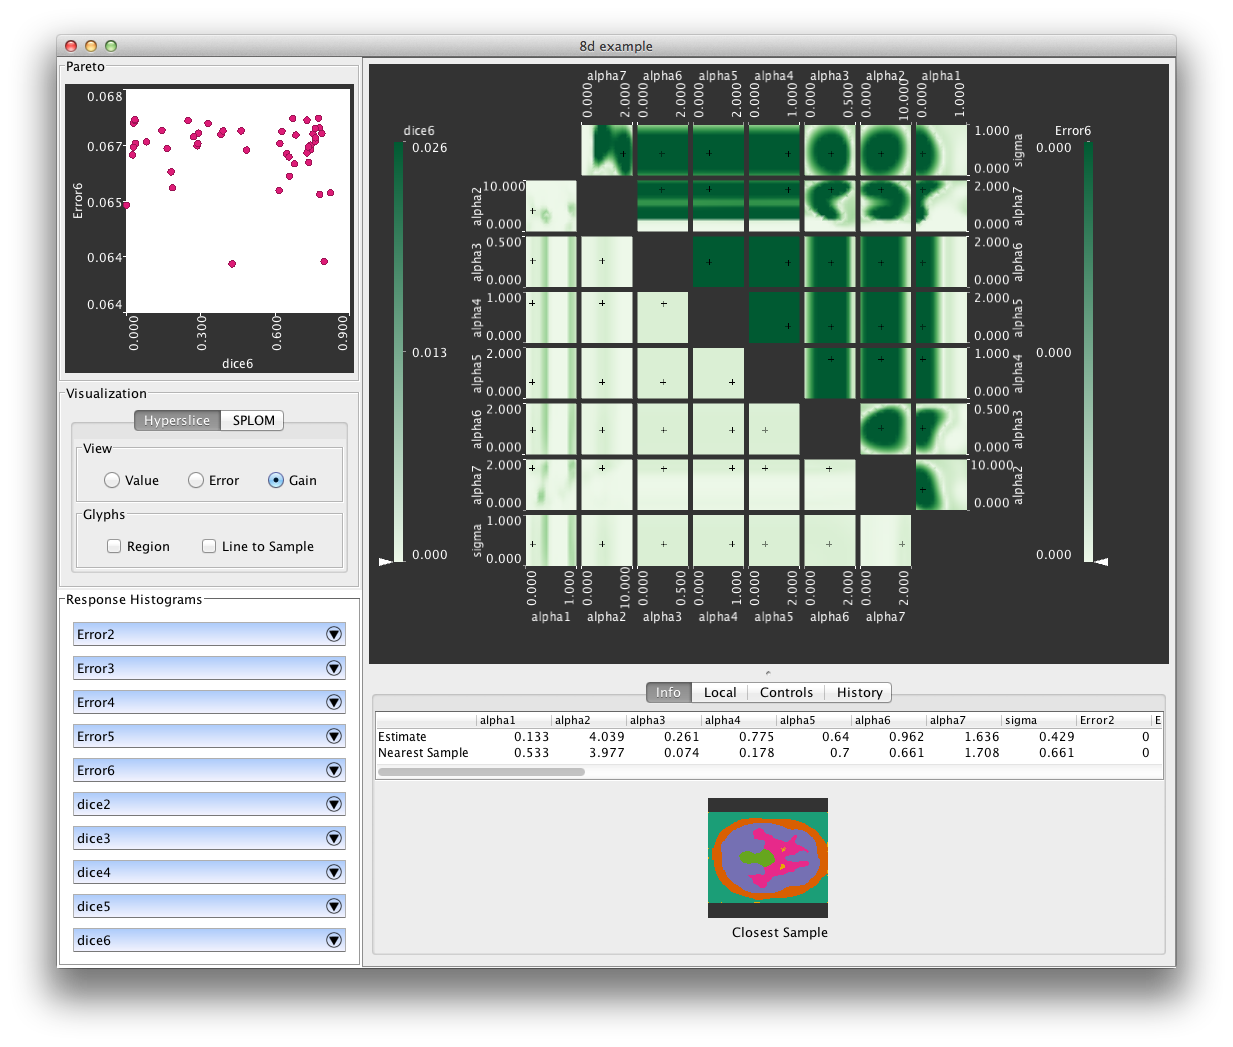 8d example
Pareto
0.068
0.067
0.065
0.064
0.064
Error6
0.000
0.300
0.600
0.900
dice6
Visualization
Hyperslice SPLOM
View
Value Error Gain
Glyphs
Region Line to Sample
Response Histograms
Error2
Error3
Error4
Error5
Error6
dice2
dice3
dice4
dice5
dice6
alpha7 alpha6 alpha5 alpha4 alpha3 alpha2 alpha1
0.000 2.000 0.000 2.000 0.000 2.000 0.000 1.000 0.000 0.500 0.000 10.000 0.000 1.000
dice6
0.026
0.013
0.000
Error6
0.000
0.000
0.000
1.000
0.000
sigma
2.000
0.000
alpha7
2.000
0.000
alpha6
2.000
0.000
alpha5
1.000
0.000
alpha4
0.500
0.000
alpha3
10.000
0.000
alpha2
alpha2
10.000
0.000
alpha3
0.500
0.000
alpha4
1.000
0.000
alpha5
2.000
0.000
alpha6
2.000
0.000
alpha7
2.000
0.000
sigma
1.000
0.000
0.000 1.000 0.000 10.000 0.000 0.500 0.000 1.000 0.000 2.000 0.000 2.000 0.000 2.000
alpha1 alpha2 alpha3 alpha4 alpha5 alpha6 alpha7
Info Local Controls History
alpha1 alpha2 alpha3 alpha4 alpha5 alpha6 alpha7 sigma Error2 E
Estimate 0.133 4.039 0.261 0.775 0.64 0.962 1.636 0.429 0
Nearest Sample 0.533 3.977 0.074 0.178 0.7 0.661 1.708 0.661 0
Closest Sample